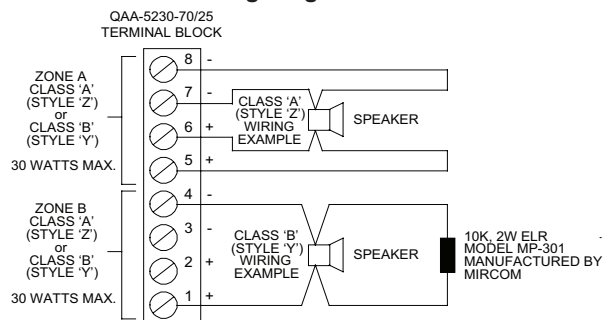 QAA-5230-70/25
TERMINAL BLOCK
8 -
7 -
6 +
5 +
4 -
3 -
2 +
1 +
ZONE A
CLASS ‘A’
(STYLE ‘Z’)
or
CLASS ‘B’
(STYLE ‘Y’)
30 WATTS MAX.
CLASS ‘A’
(STYLE ‘Z’)
WIRING
EXAMPLE
SPEAKER
ZONE B
CLASS ‘A’
(STYLE ‘Z’)
or
CLASS ‘B’
(STYLE ‘Y’)
30 WATTS MAX.
CLASS ‘B’
(STYLE ‘Y’)
WIRING
EXAMPLE
SPEAKER
10K, 2W ELR
MODEL MP-301
MANUFACTURED BY
MIRCOM